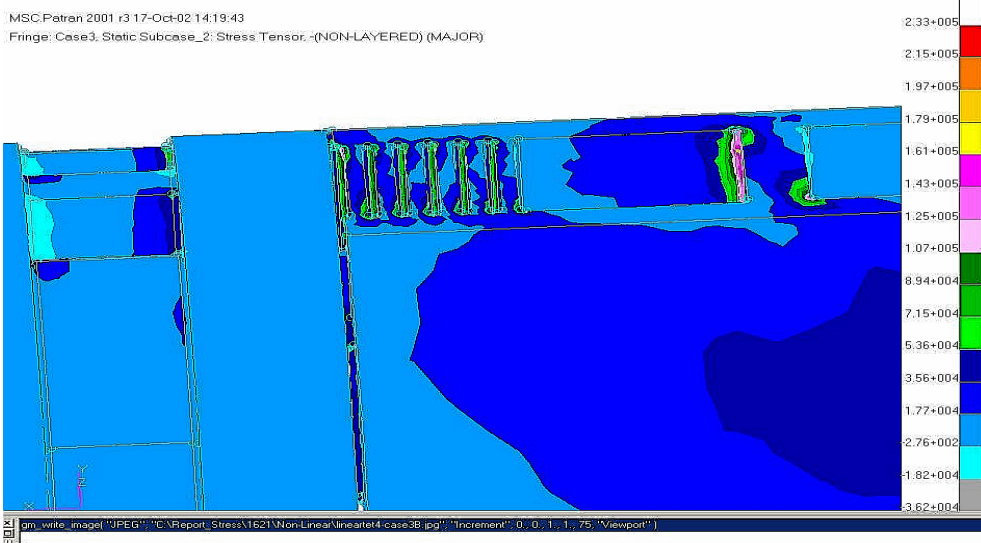 MSC.Patran 2001 r3 17-Oct-02 14:19:43
Fringe: Case3, Static Subcase_2: Stress Tensor, -(NON-LAYERED) (MAJOR)
2.33+005
2.15+005
1.97+005
1.79+005
1.61+005
1.43+005
1.25+005
1.07+005
8.94+004
7.15+004
5.36+004
3.56+004
1.77+004
-2.76+002
-1.82+004
-3.62+004
Y
Z
X
gm_write_image( "JPEG", "C:\Report_Stress\1621\Non-Linear\lineartet4-case3B.jpg", "Increment", 0., 0., 1., 1., 75, "Viewport" )